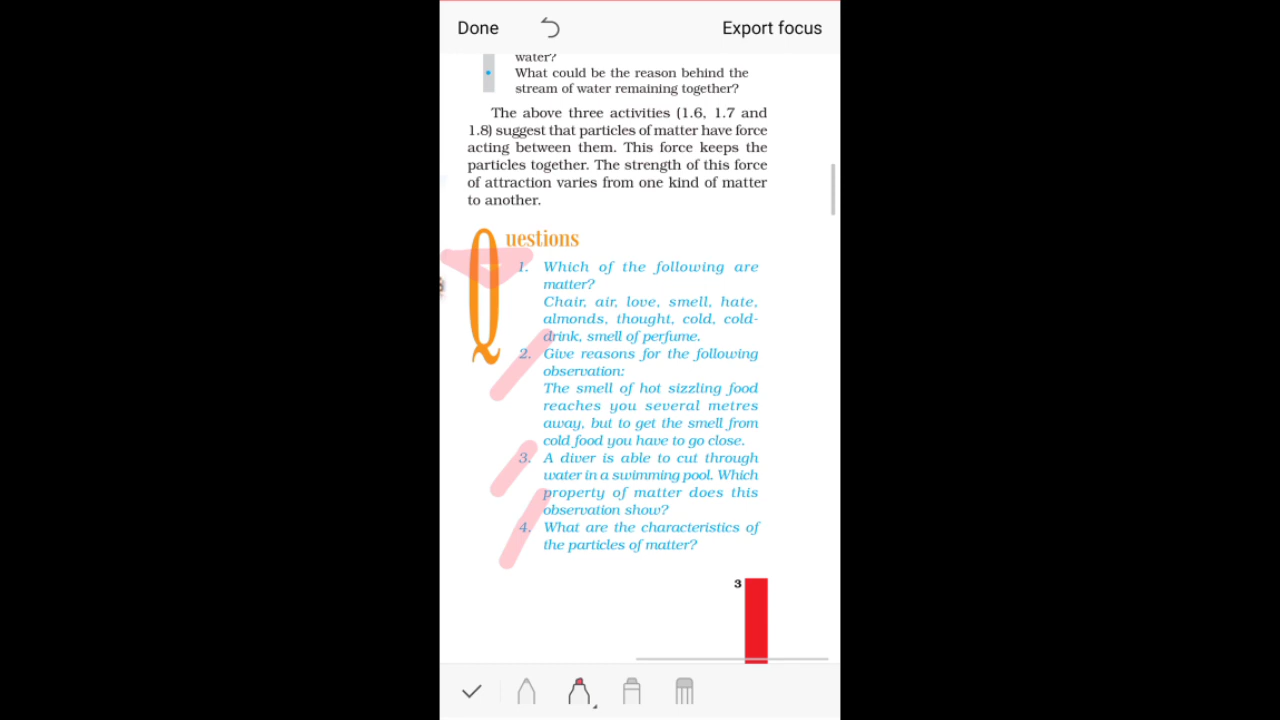 Done
Export focus
water?
• What could be the reason behind the
stream of water remaining together?
The above three activities (1.6, 1.7 and
1.8) suggest that particles of matter have force
acting between them. This force keeps the
particles together. The strength of this force
of attraction varies from one kind of matter
to another.
Questions
1. Which of the following are
matter?
Chair, air, love, smell, hate,
almonds, thought, cold, cold-
drink, smell of perfume.
2. Give reasons for the following
observation:
The smell of hot sizzling food
reaches you several metres
away, but to get the smell from
cold food you have to go close.
3. A diver is able to cut through
water in a swimming pool. Which
property of matter does this
observation show?
4. What are the characteristics of
the particles of matter?
3